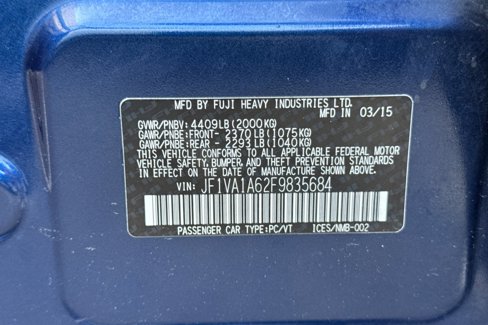 MFD BY FUJI HEAVY INDUSTRIES LTD.
IN JAPAN 03/15
GVWR/PNBV: 4409LB (2000KG)
GAWR/PNBE:FRONT- 2370LB (1075KG)
GAWR/PNBE:REAR - 2293LB (1040KG)
THIS VEHICLE CONFORMS TO ALL APPLICABLE FEDERAL MOTOR
VEHICLE SAFETY, BUMPER, AND THEFT PREVENTION STANDARDS
IN EFFECT ON THE DATE OF MANUFACTURE SHOWN ABOVE.
VIN: JF1VA1A62F9835684
PASSENGER CAR TYPE:PC/VT ICES/NMB-002